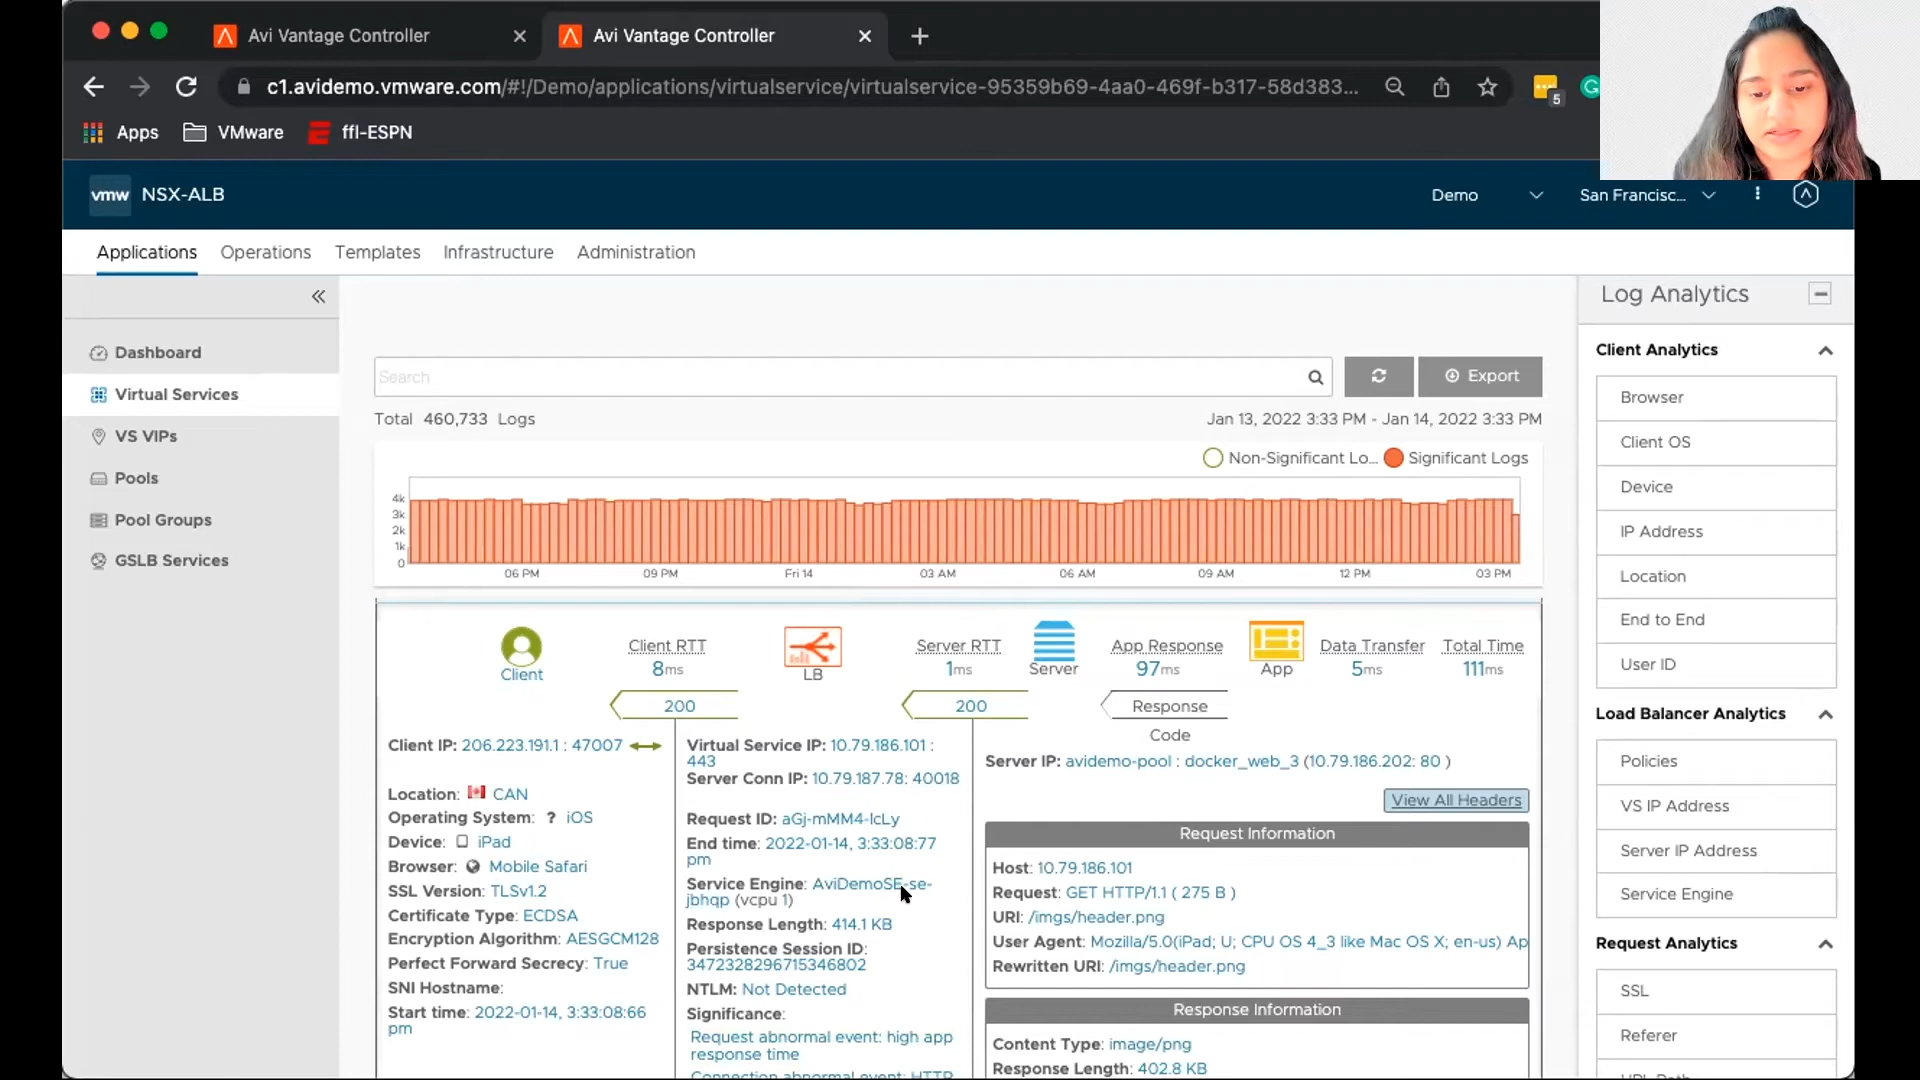 Avi Vantage Controller
Avi Vantage Controller
c1.avidemo.vmware.com/#!/Demo/applications/virtualservice/virtualservice-95359b69-4aa0-469f-b317-58d383...
5
Apps VMware ffl-ESPN
vmw NSX-ALB
Demo San Francisc...
Applications Operations Templates Infrastructure Administration
Dashboard
Virtual Services
VS VIPs
Pools
Pool Groups
GSLB Services
Search
Export
Total 460,733 Logs
Jan 13, 2022 3:33 PM - Jan 14, 2022 3:33 PM
Non-Significant Lo... Significant Logs
4k
3k
2k
1k
0
06 PM 09 PM Fri 14 03 AM 06 AM 09 AM 12 PM 03 PM
Client
Client RTT
8ms
LB
Server RTT
1ms
Server
App Response
97ms
App
Data Transfer
5ms
Total Time
111ms
200
200
Response
Code
Client IP: 206.223.191.1 : 47007
Location: CAN
Operating System: ? iOS
Device: iPad
Browser: Mobile Safari
SSL Version: TLSv1.2
Certificate Type: ECDSA
Encryption Algorithm: AESGCM128
Perfect Forward Secrecy: True
SNI Hostname:
Start time: 2022-01-14, 3:33:08:66
pm
Virtual Service IP: 10.79.186.101 :
443
Server Conn IP: 10.79.187.78: 40018
Request ID: aGj-mMM4-lcLy
End time: 2022-01-14, 3:33:08:77
pm
Service Engine: AviDemoSE-se-
jbhqp (vcpu 1)
Response Length: 414.1 KB
Persistence Session ID:
3472328296715346802
NTLM: Not Detected
Significance:
Request abnormal event: high app
response time
Connection abnormal event: HTTP
Server IP: avidemo-pool : docker_web_3 (10.79.186.202: 80 )
View All Headers
Request Information
Host: 10.79.186.101
Request: GET HTTP/1.1 ( 275 B )
URI: /imgs/header.png
User Agent: Mozilla/5.0(iPad; U; CPU OS 4_3 like Mac OS X; en-us) Ap
Rewritten URI: /imgs/header.png
Response Information
Content Type: image/png
Response Length: 402.8 KB
Log Analytics
Client Analytics
Browser
Client OS
Device
IP Address
Location
End to End
User ID
Load Balancer Analytics
Policies
VS IP Address
Server IP Address
Service Engine
Request Analytics
SSL
Referer
URL Path